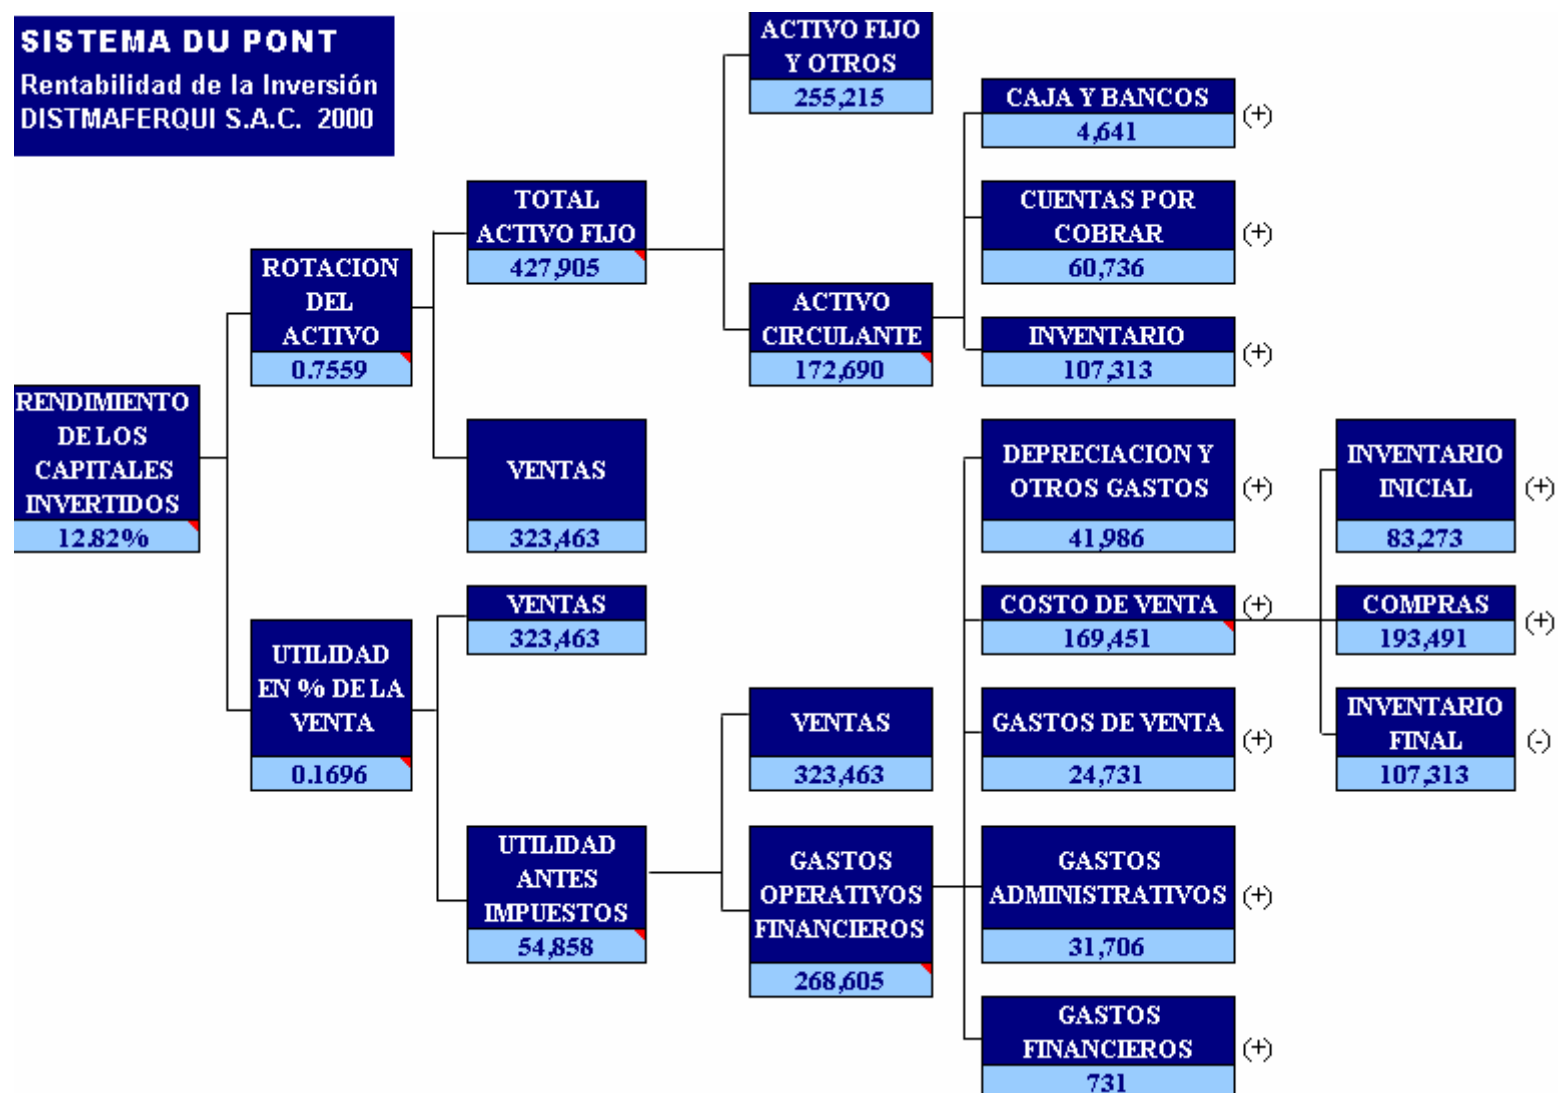 SISTEMA DU PONT
Rentabilidad de la Inversión
DISTMAFERQUI S.A.C. 2000
ACTIVO FIJO
Y OTROS
255,215
CAJA Y BANCOS
(+)
4,641
TOTAL
ACTIVO FIJO
427,905
CUENTAS POR
COBRAR
(+)
60,736
ROTACION
DEL
ACTIVO
0.7559
ACTIVO
CIRCULANTE
172,690
INVENTARIO
(+)
107,313
RENDIMIENTO
DE LOS
CAPITALES
INVERTIDOS
12.82%
VENTAS
323,463
DEPRECIACION Y
OTROS GASTOS
(+)
41,986
INVENTARIO
INICIAL
(+)
83,273
VENTAS
323,463
COSTO DE VENTA
(+)
169,451
COMPRAS
(+)
193,491
UTILIDAD
EN % DE LA
VENTA
0.1696
VENTAS
323,463
GASTOS DE VENTA
(+)
24,731
INVENTARIO
FINAL
(-)
107,313
UTILIDAD
ANTES
IMPUESTOS
54,858
GASTOS
OPERATIVOS
FINANCIEROS
268,605
GASTOS
ADMINISTRATIVOS
(+)
31,706
GASTOS
FINANCIEROS
(+)
731